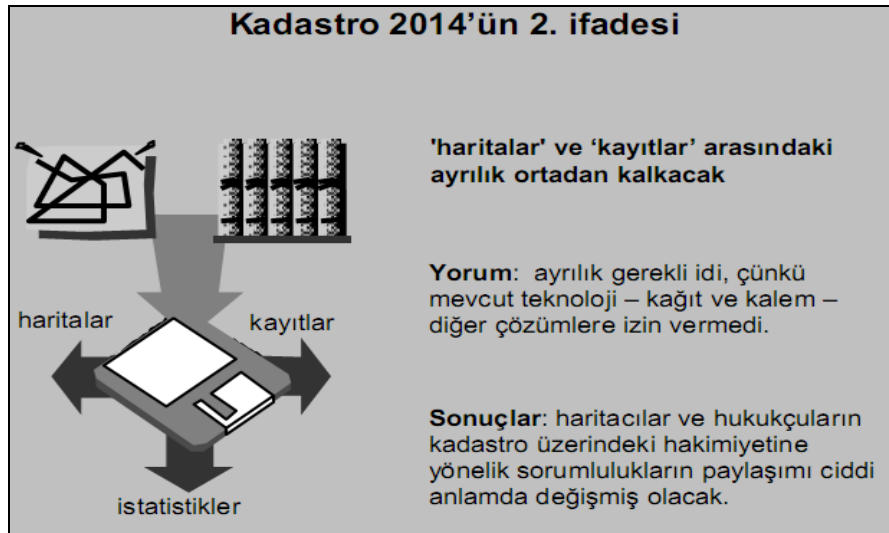 Kadastro 2014’ün 2. ifadesi
'haritalar' ve ‘kayıtlar’ arasındaki
ayrılık ortadan kalkacak
Yorum: ayrılık gerekli idi, çünkü
mevcut teknoloji – kağıt ve kalem –
diğer çözümlere izin vermedi.
haritalar
kayıtlar
Sonuçlar: haritacılar ve hukukçuların
kadastro üzerindeki hakimiyetine
yönelik sorumlulukların paylaşımı ciddi
anlamda değişmiş olacak.
istatistikler